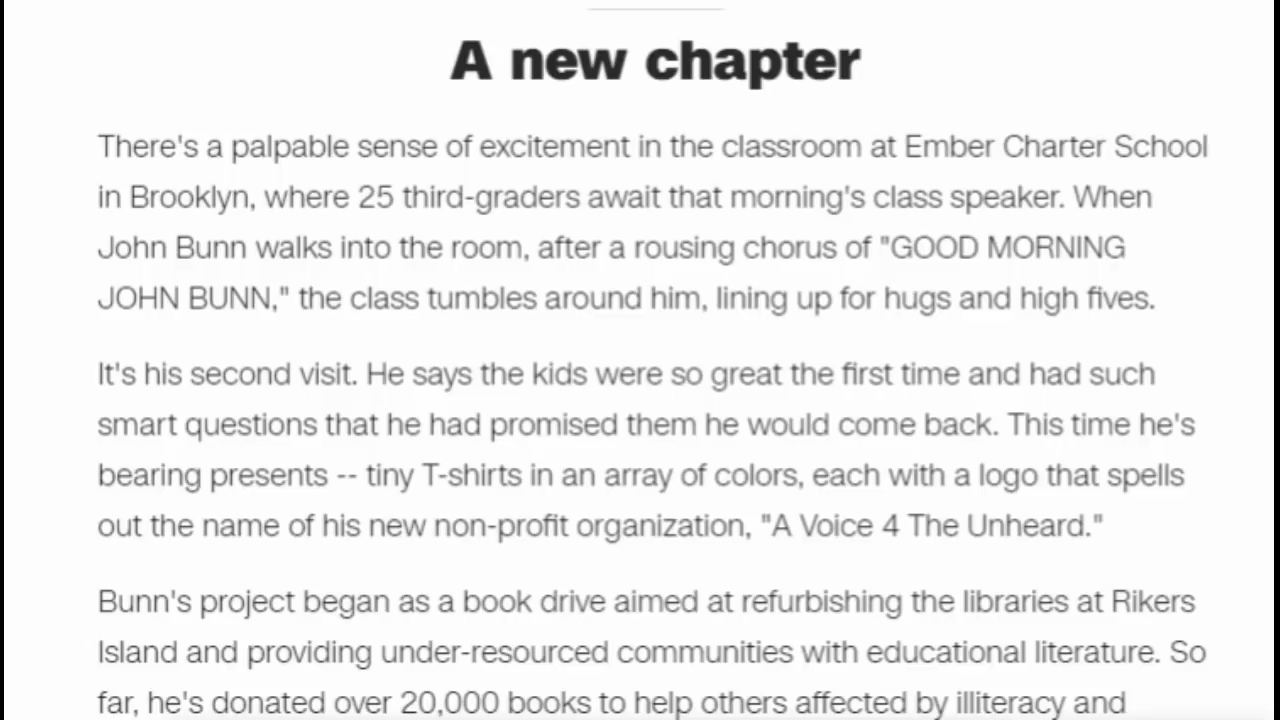 A new chapter
There's a palpable sense of excitement in the classroom at Ember Charter School
in Brooklyn, where 25 third-graders await that morning's class speaker. When
John Bunn walks into the room, after a rousing chorus of "GOOD MORNING
JOHN BUNN," the class tumbles around him, lining up for hugs and high fives.
It's his second visit. He says the kids were so great the first time and had such
smart questions that he had promised them he would come back. This time he's
bearing presents -- tiny T-shirts in an array of colors, each with a logo that spells
out the name of his new non-profit organization, "A Voice 4 The Unheard."
Bunn's project began as a book drive aimed at refurbishing the libraries at Rikers
Island and providing under-resourced communities with educational literature. So
far, he's donated over 20,000 books to help others affected by illiteracy and